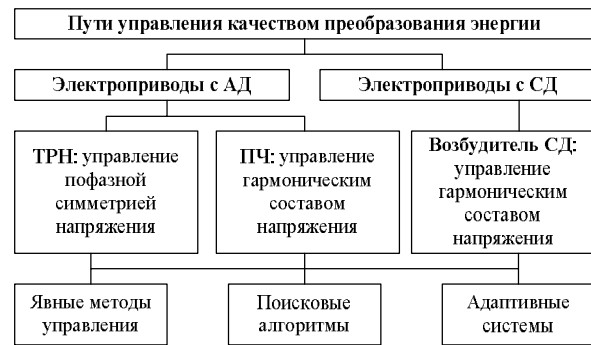 Пути управления качеством преобразования энергии
Электроприводы с АД
Электроприводы с СД
ТРН: управление
пофазной
симметрией
напряжения
ПЧ: управление
гармоническим
составом
напряжения
Возбудитель СД:
управление
гармоническим
составом
напряжения
Явные методы
управления
Поисковые
алгоритмы
Адаптивные
системы